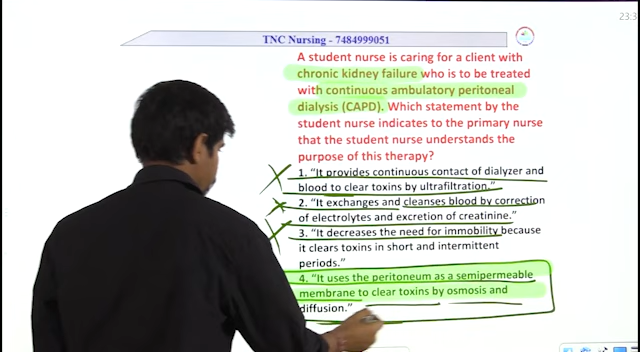 23:3
TNC Nursing - 7484999051
A student nurse is caring for a client with
chronic kidney failure who is to be treated
with continuous ambulatory peritoneal
dialysis (CAPD). Which statement by the
student nurse indicates to the primary nurse
that the student nurse understands the
purpose of this therapy?
1. "It provides continuous contact of dialyzer and
blood to clear toxins by ultrafiltration."
2. "It exchanges and cleanses blood by correction
of electrolytes and excretion of creatinine."
3. "It decreases the need for immobility because
it clears toxins in short and intermittent
periods."
4. "It uses the peritoneum as a semipermeable
membrane to clear toxins by osmosis and
diffusion."